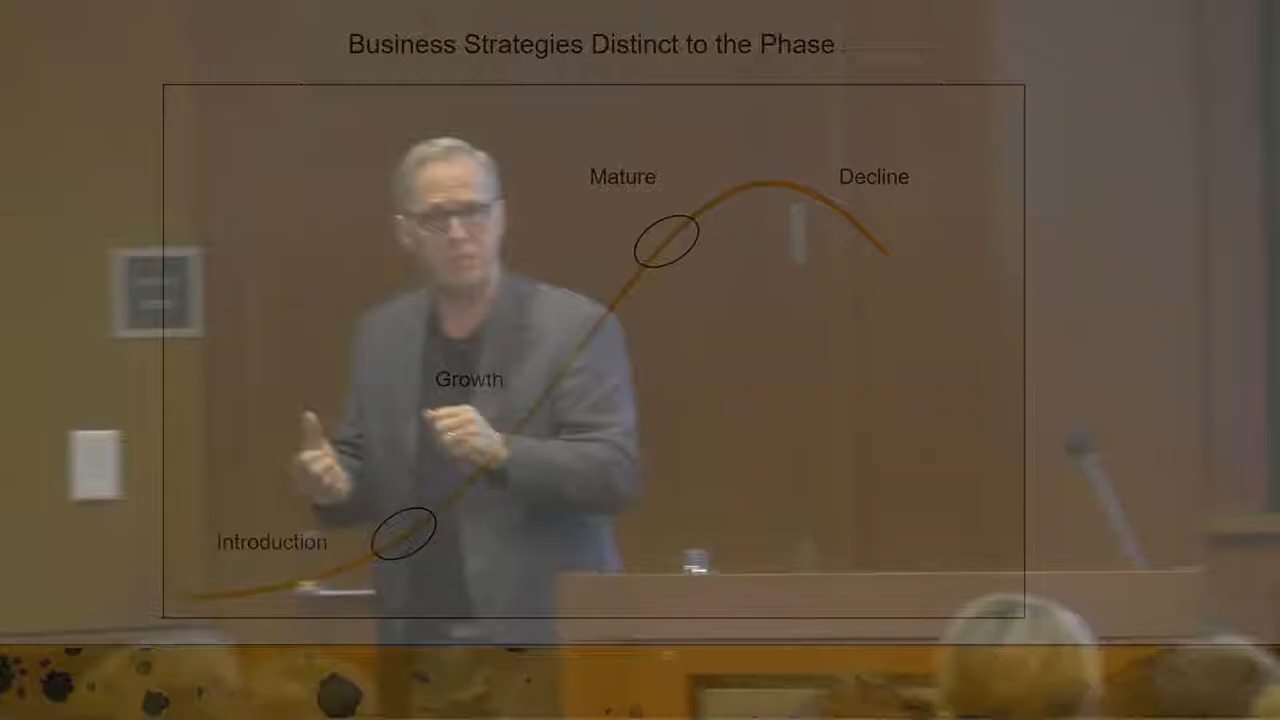 Business Strategies Distinct to the Phase
Mature
Decline
Growth
Introduction